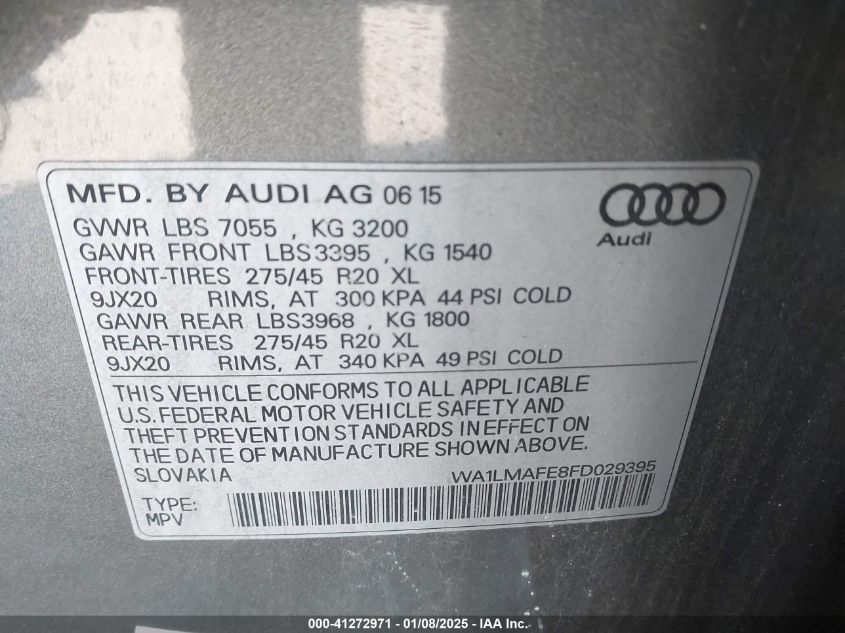 MFD. BY AUDI AG 06 15
Audi
GVWR LBS 7055 , KG 3200
GAWR FRONT LBS3395 , KG 1540
FRONT-TIRES 275/45 R20 XL
9JX20 RIMS, AT 300 KPA 44 PSI COLD
GAWR REAR LBS3968 , KG 1800
REAR-TIRES 275/45 R20 XL
9JX20 RIMS, AT 340 KPA 49 PSI COLD
THIS VEHICLE CONFORMS TO ALL APPLICABLE
U.S. FEDERAL MOTOR VEHICLE SAFETY AND
THEFT PREVENTION STANDARDS IN EFFECT ON
THE DATE OF MANUFACTURE SHOWN ABOVE.
SLOVAKIA WA1LMAFE8FD029395
TYPE:
MPV
000-41272971 - 01/08/2025 - IAA Inc.